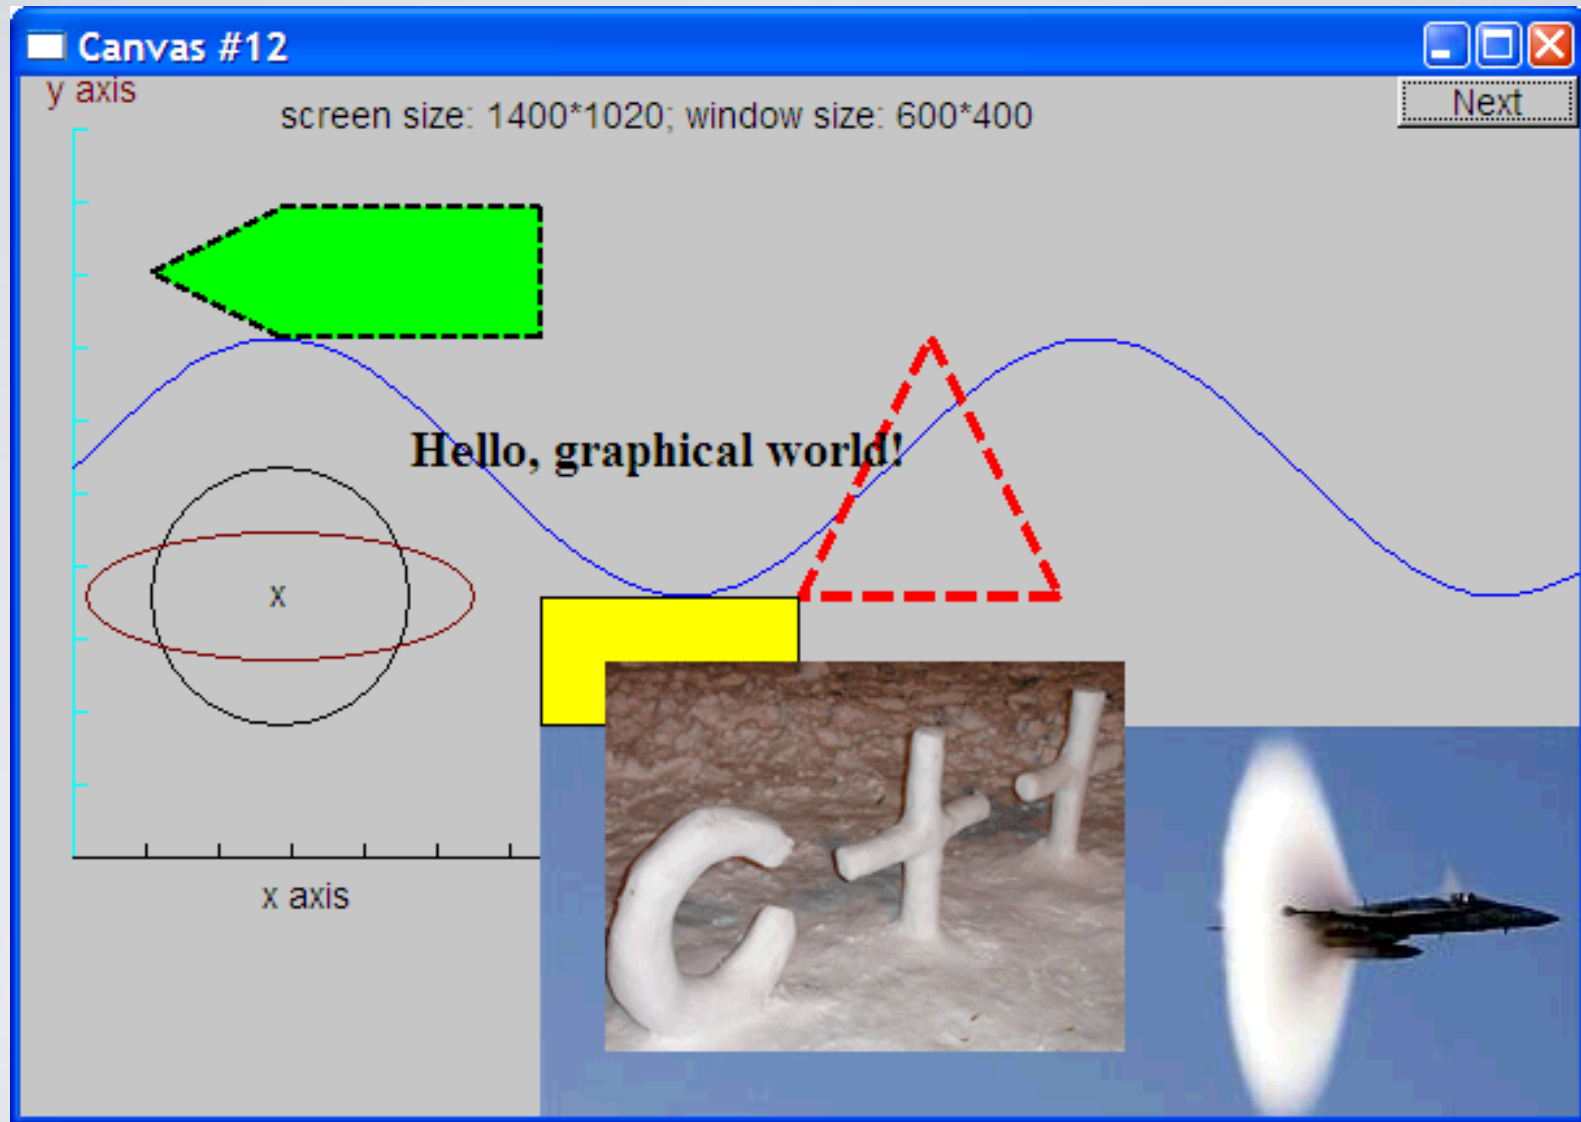 Canvas #12
y axis
screen size: 1400*1020; window size: 600*400
Next
Hello, graphical world!
x
C++
x axis